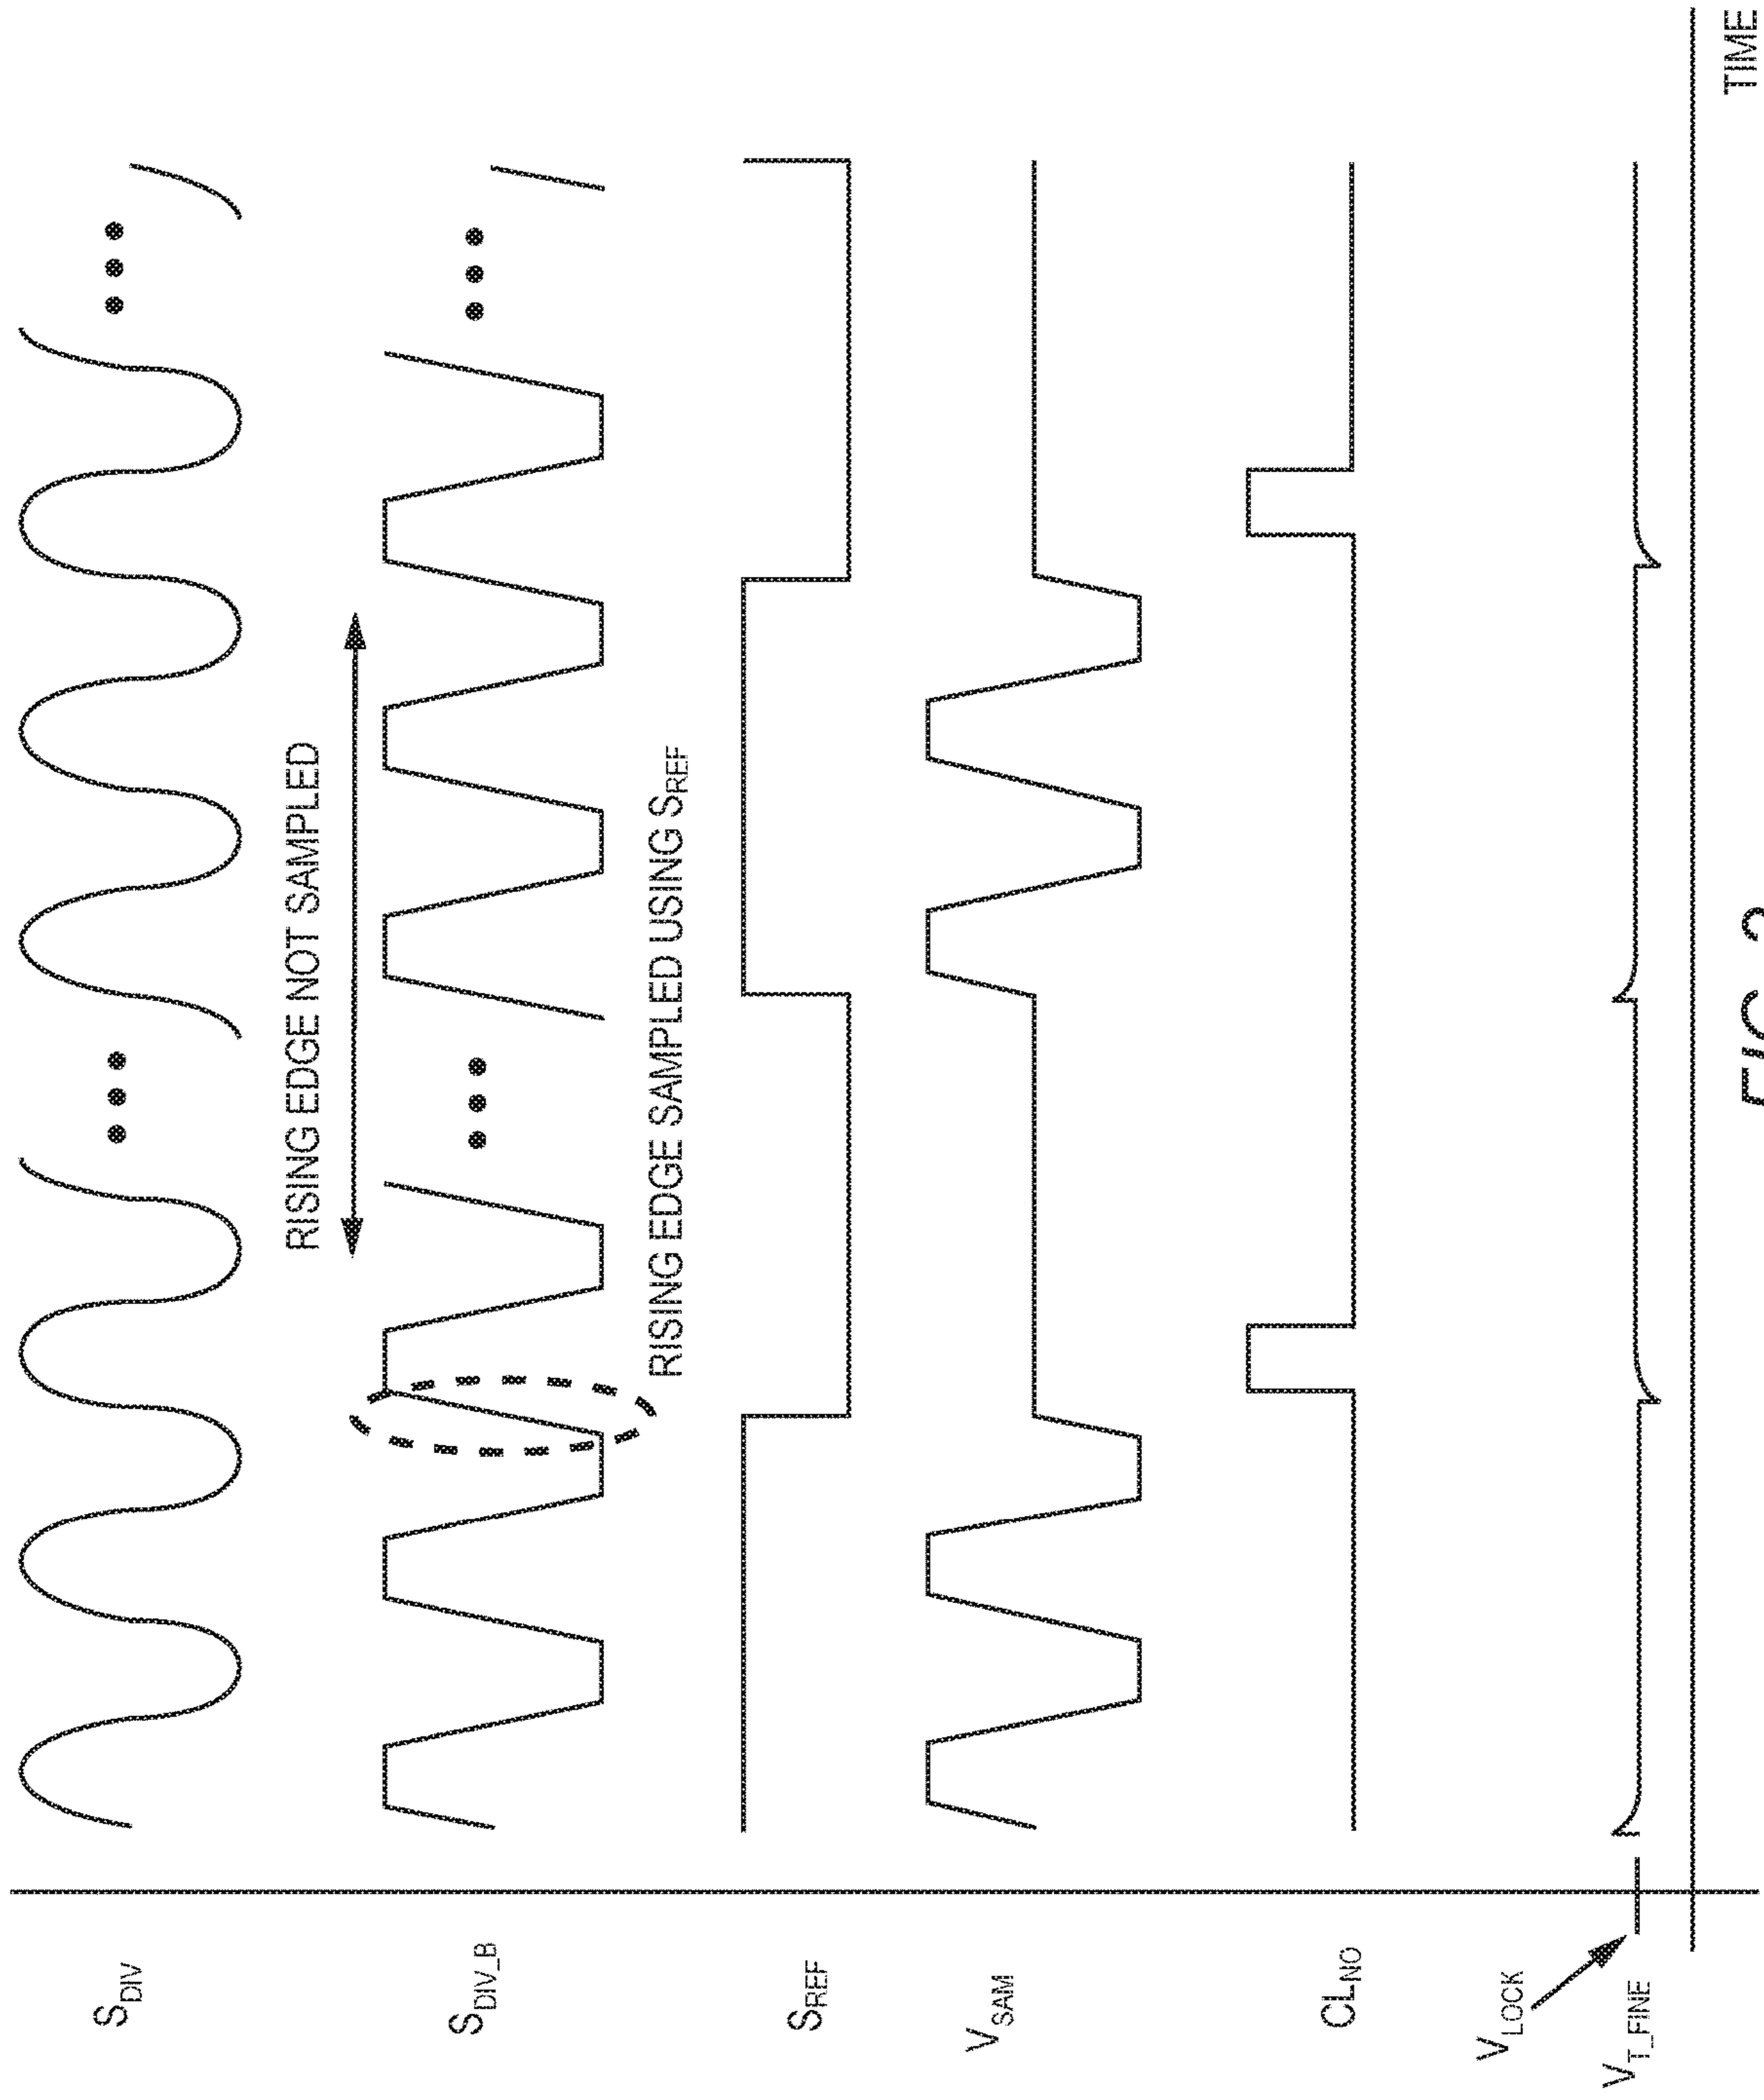 S_DIV
RISING EDGE NOT SAMPLED
S_DIV_B
RISING EDGE SAMPLED USING S_REF
S_REF
V_SAM
CL_NO
V_LOCK
V_T_FINE
TIME